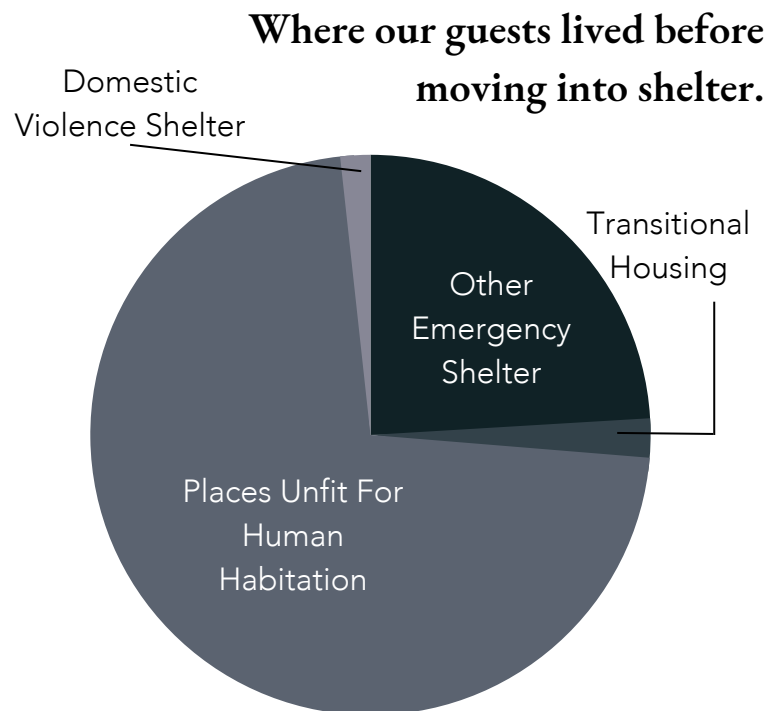 Where our guests lived before
moving into shelter.
Domestic
Violence Shelter
Transitional
Housing
Other
Emergency
Shelter
Places Unfit For
Human
Habitation